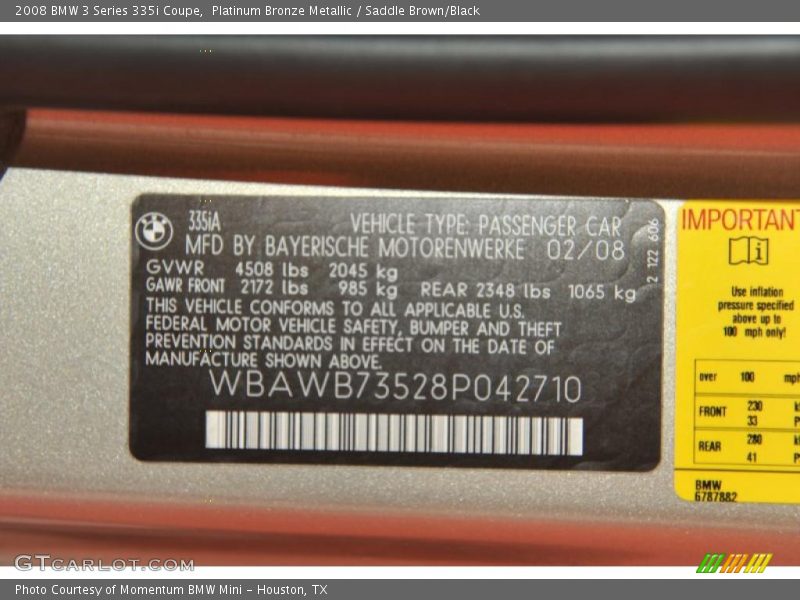 2008 BMW 3 Series 335i Coupe, Platinum Bronze Metallic / Saddle Brown/Black
335iA VEHICLE TYPE: PASSENGER CAR
MFD BY BAYERISCHE MOTORENWERKE 02/08
GVWR 4508 lbs 2045 kg
GAWR FRONT 2172 lbs 985 kg REAR 2348 lbs 1065 kg
THIS VEHICLE CONFORMS TO ALL APPLICABLE U.S.
FEDERAL MOTOR VEHICLE SAFETY, BUMPER AND THEFT
PREVENTION STANDARDS IN EFFECT ON THE DATE OF
MANUFACTURE SHOWN ABOVE.
WBAWB73528P042710
2 122 606
IMPORTANT
Use inflation
pressure specified
above up to
100 mph only!
over 100 mph
FRONT 230
33
REAR 280
41
BMW
6787882
GTCARLOT.COM
Photo Courtesy of Momentum BMW Mini - Houston, TX